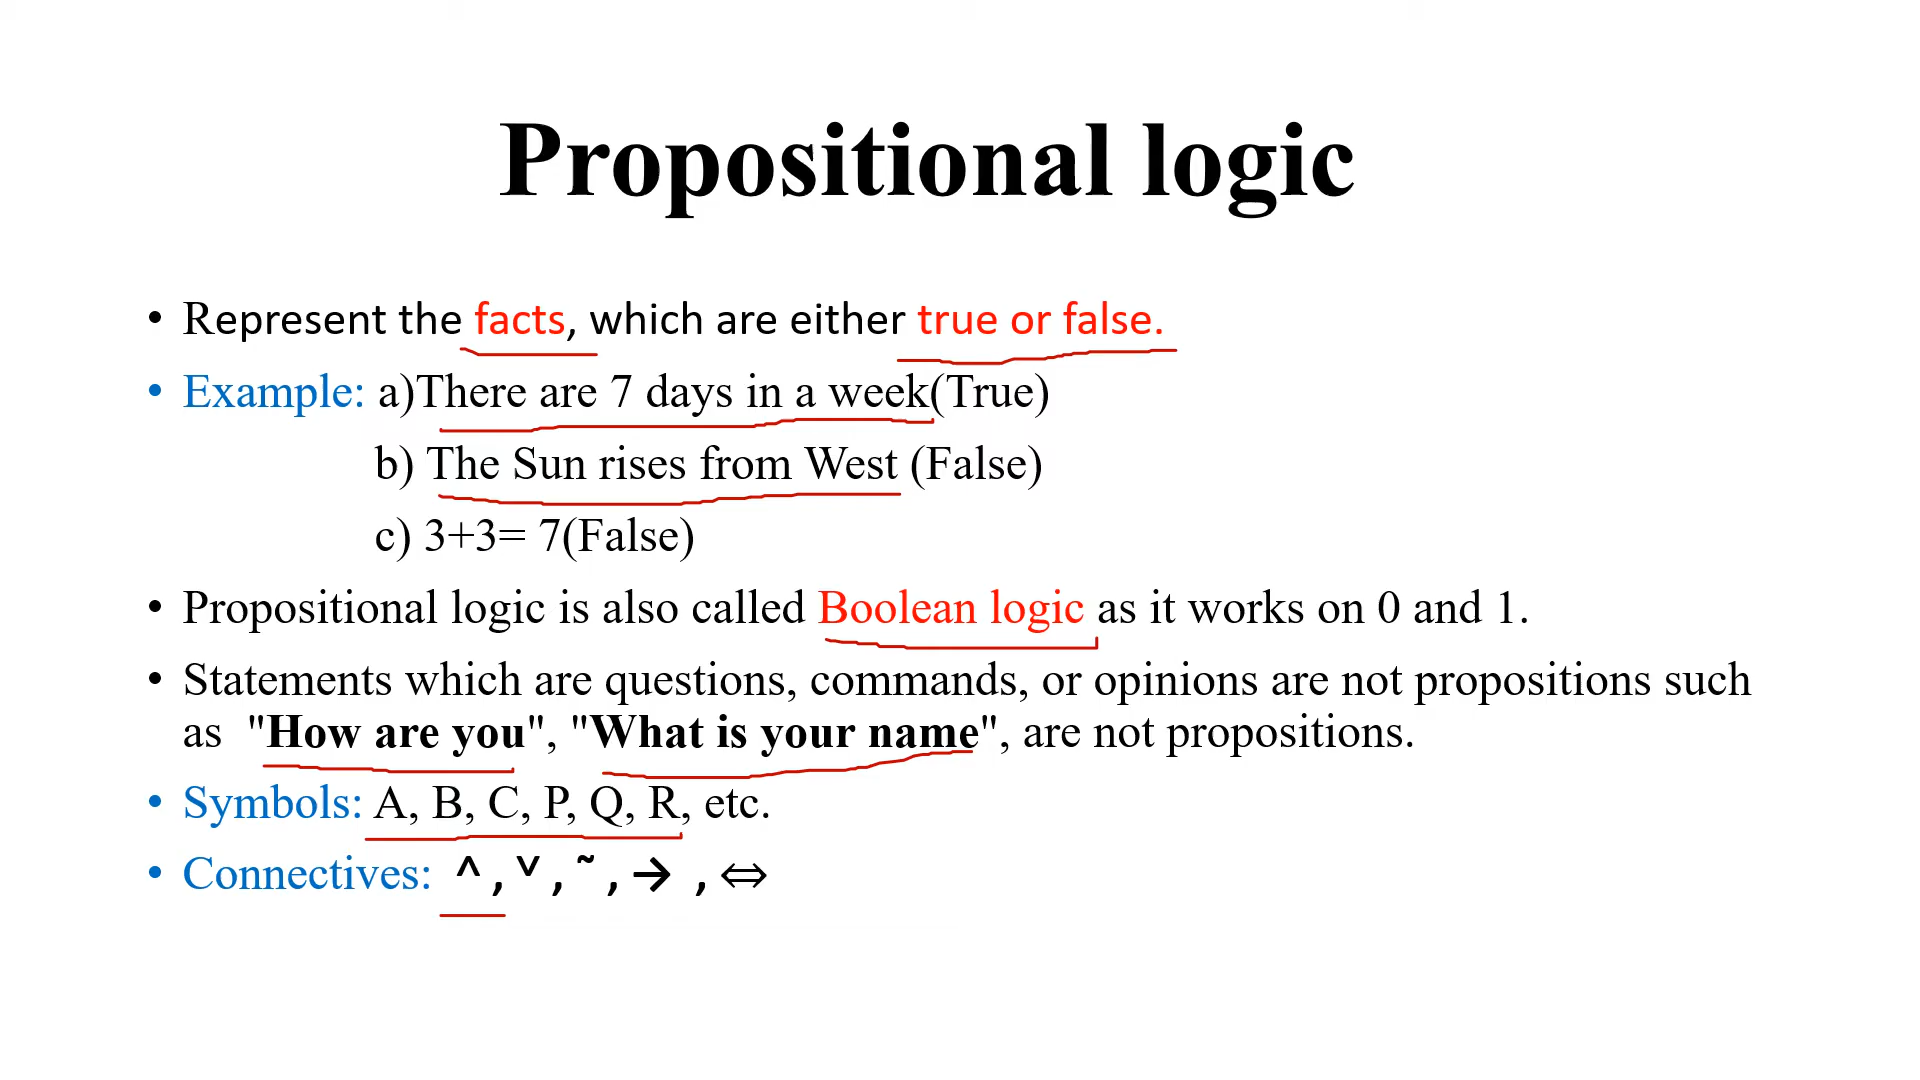 Propositional logic
• Represent the facts, which are either true or false.
• Example: a)There are 7 days in a week(True)
b) The Sun rises from West (False)
c) 3+3= 7(False)
• Propositional logic is also called Boolean logic as it works on 0 and 1.
• Statements which are questions, commands, or opinions are not propositions such
as "How are you", "What is your name", are not propositions.
• Symbols: A, B, C, P, Q, R, etc.
• Connectives: ˄ , ˅ , ˜ , → , ⇔